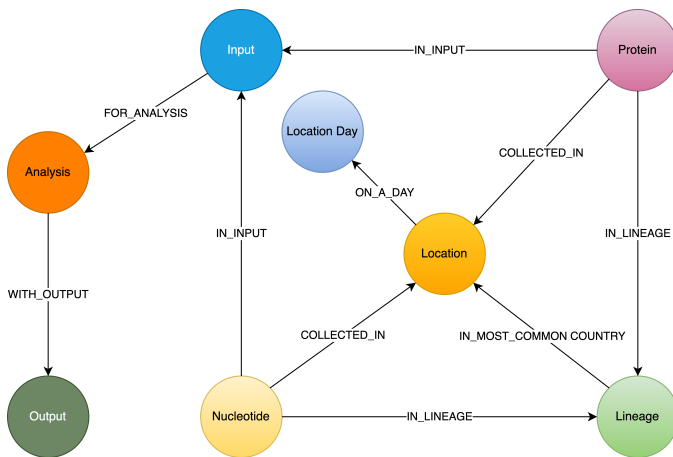 Input
IN_INPUT
Protein
FOR_ANALYSIS
Location Day
COLLECTED_IN
Analysis
ON_A_DAY
IN_INPUT
IN_LINEAGE
Location
WITH_OUTPUT
COLLECTED_IN
IN_MOST_COMMON COUNTRY
Output
Nucleotide
IN_LINEAGE
Lineage